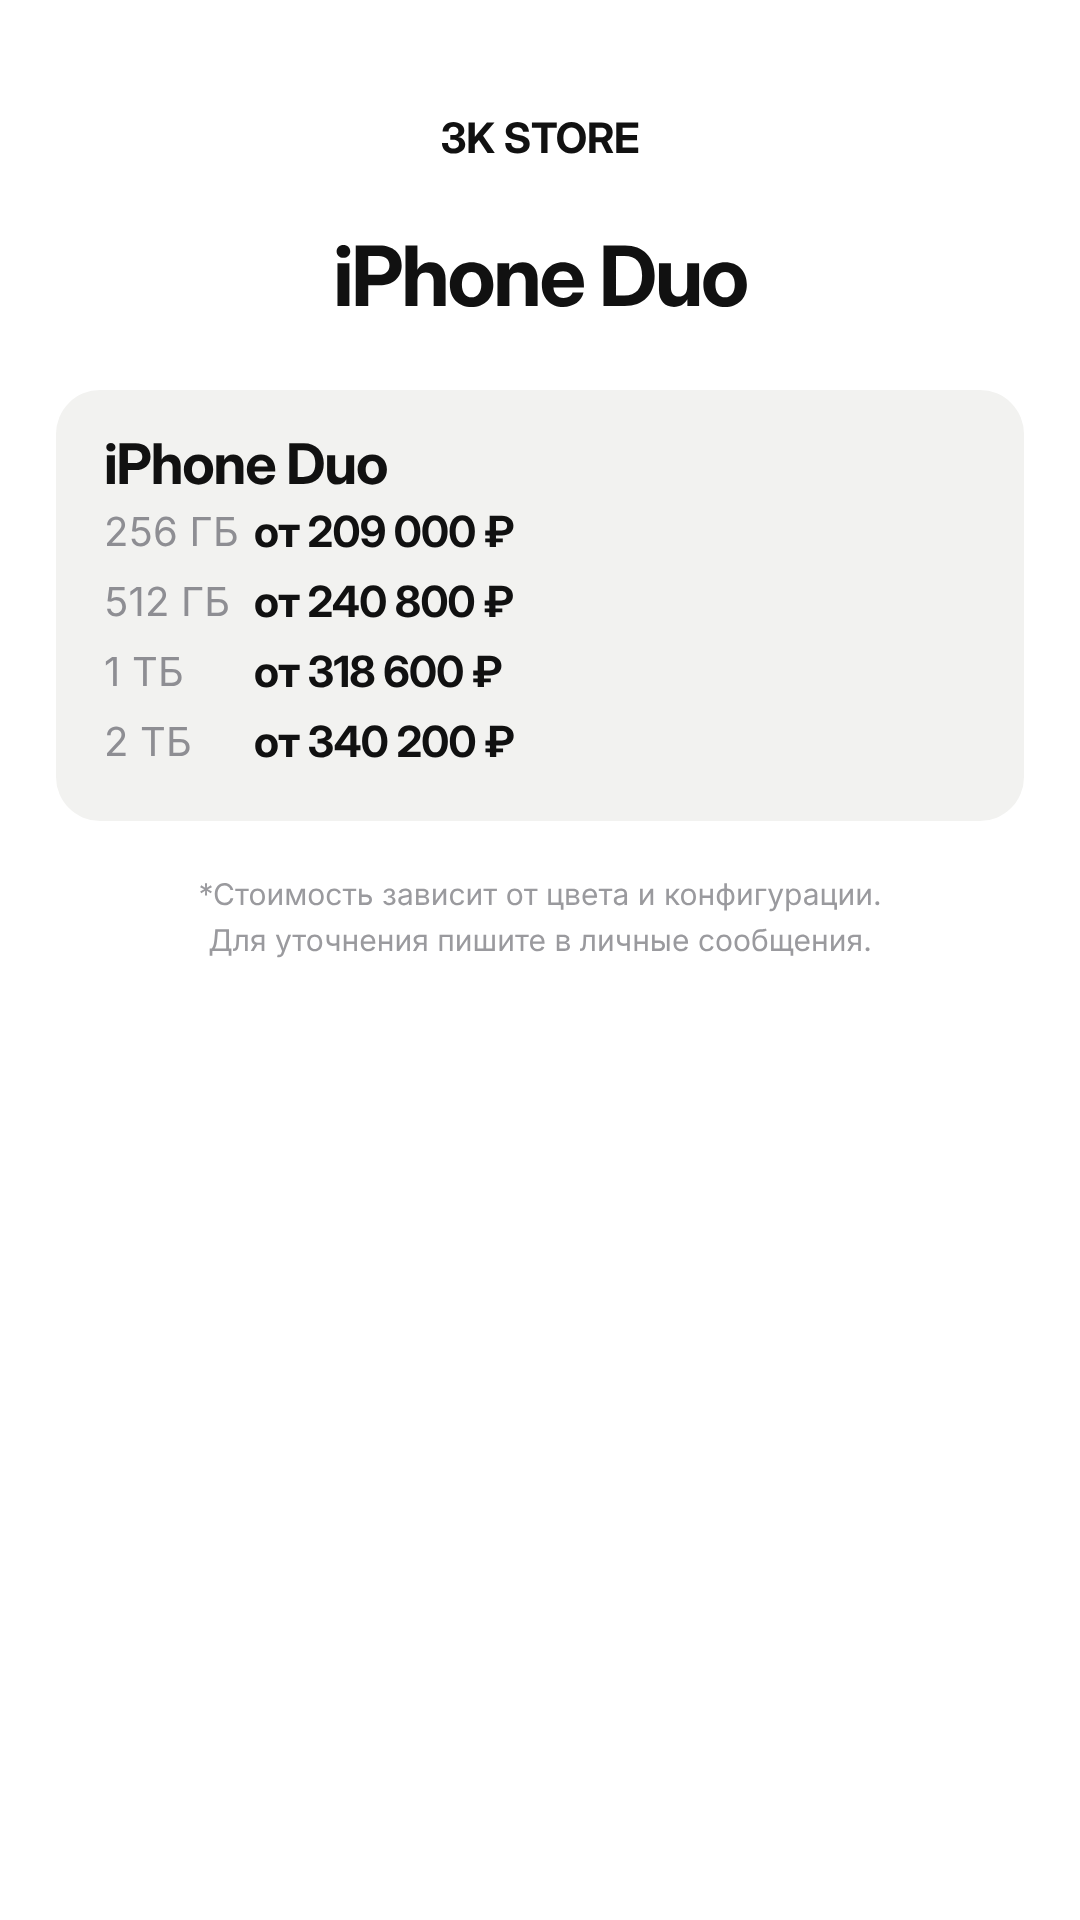 3K STORE
iPhone Duo
iPhone Duo
256 ГБ от 209 000 ₽
512 ГБ от 240 800 ₽
1 ТБ от 318 600 ₽
2 ТБ от 340 200 ₽
*Стоимость зависит от цвета и конфигурации.
Для уточнения пишите в личные сообщения.